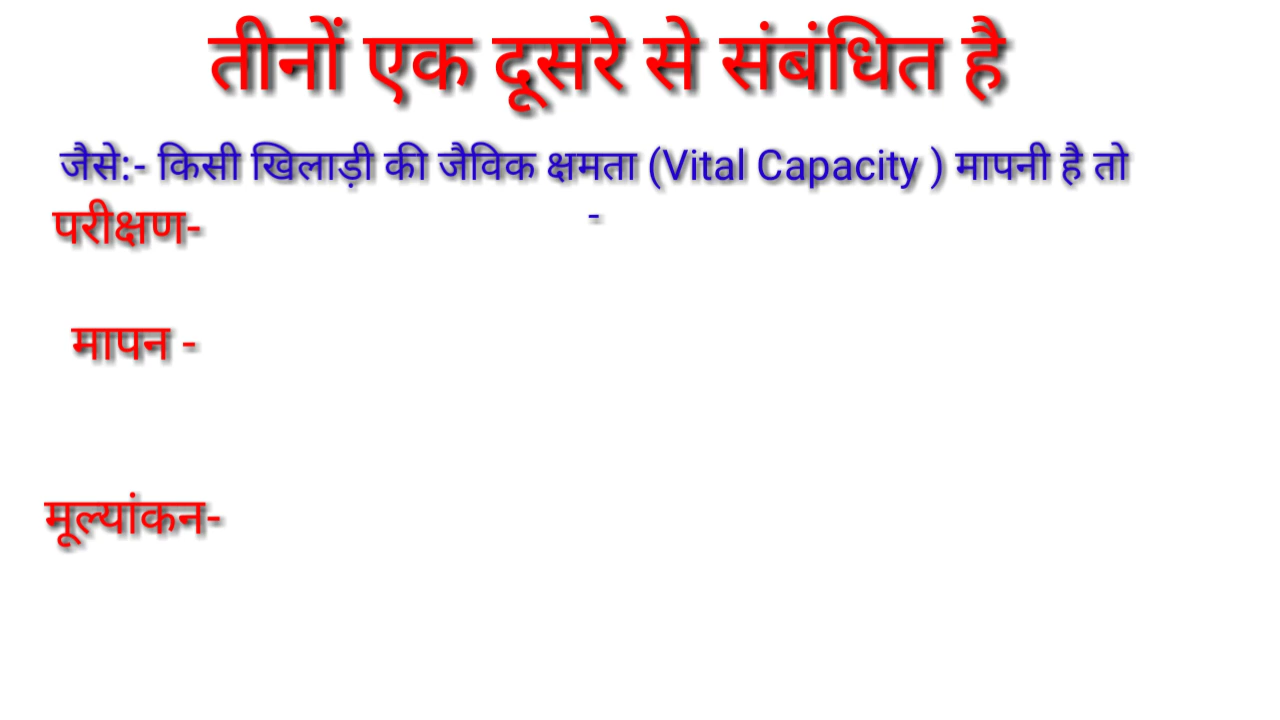 तीनों एक दूसरे से संबंधित है
जैसे:- किसी खिलाड़ी की जैविक क्षमता (Vital Capacity ) मापनी है तो
-
परीक्षण-
मापन -
मूल्यांकन-